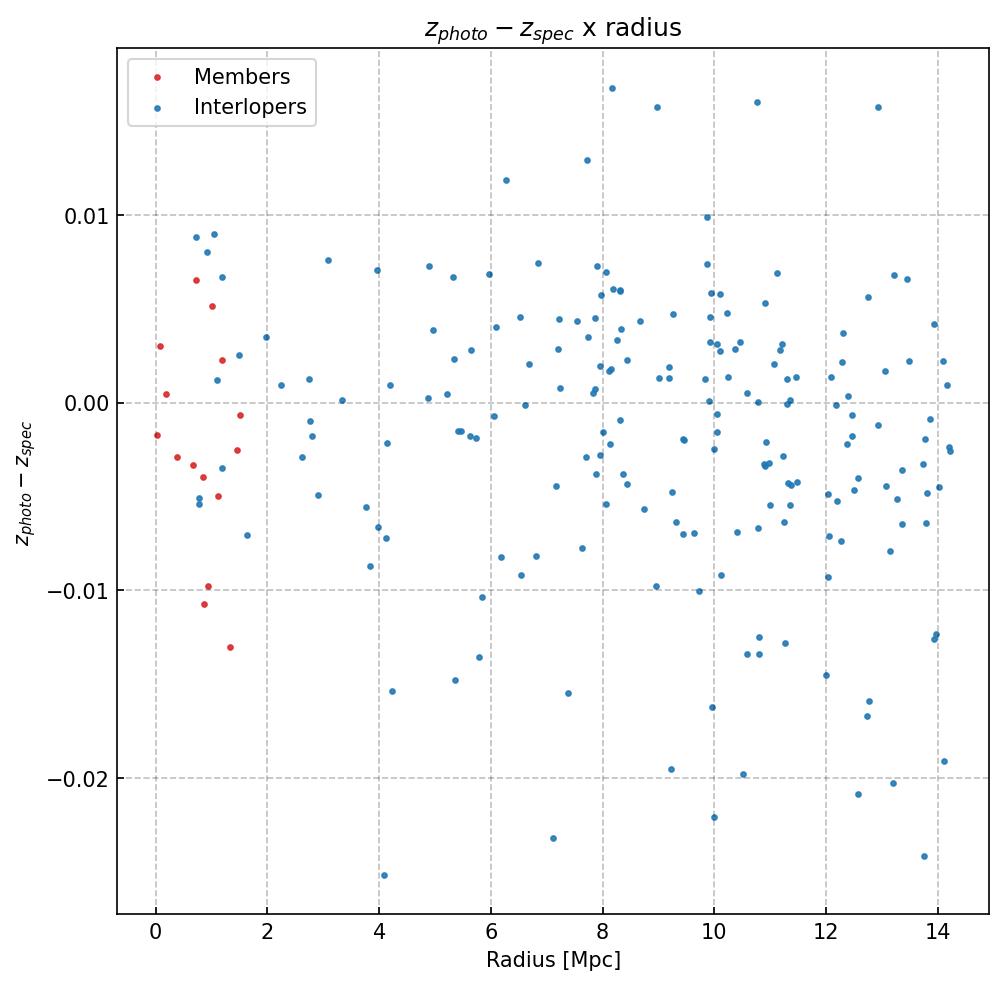 z_photo − z_spec x radius
Members
Interlopers
0.01
0.00
−0.01
−0.02
z_photo − z_spec
0 2 4 6 8 10 12 14
Radius [Mpc]